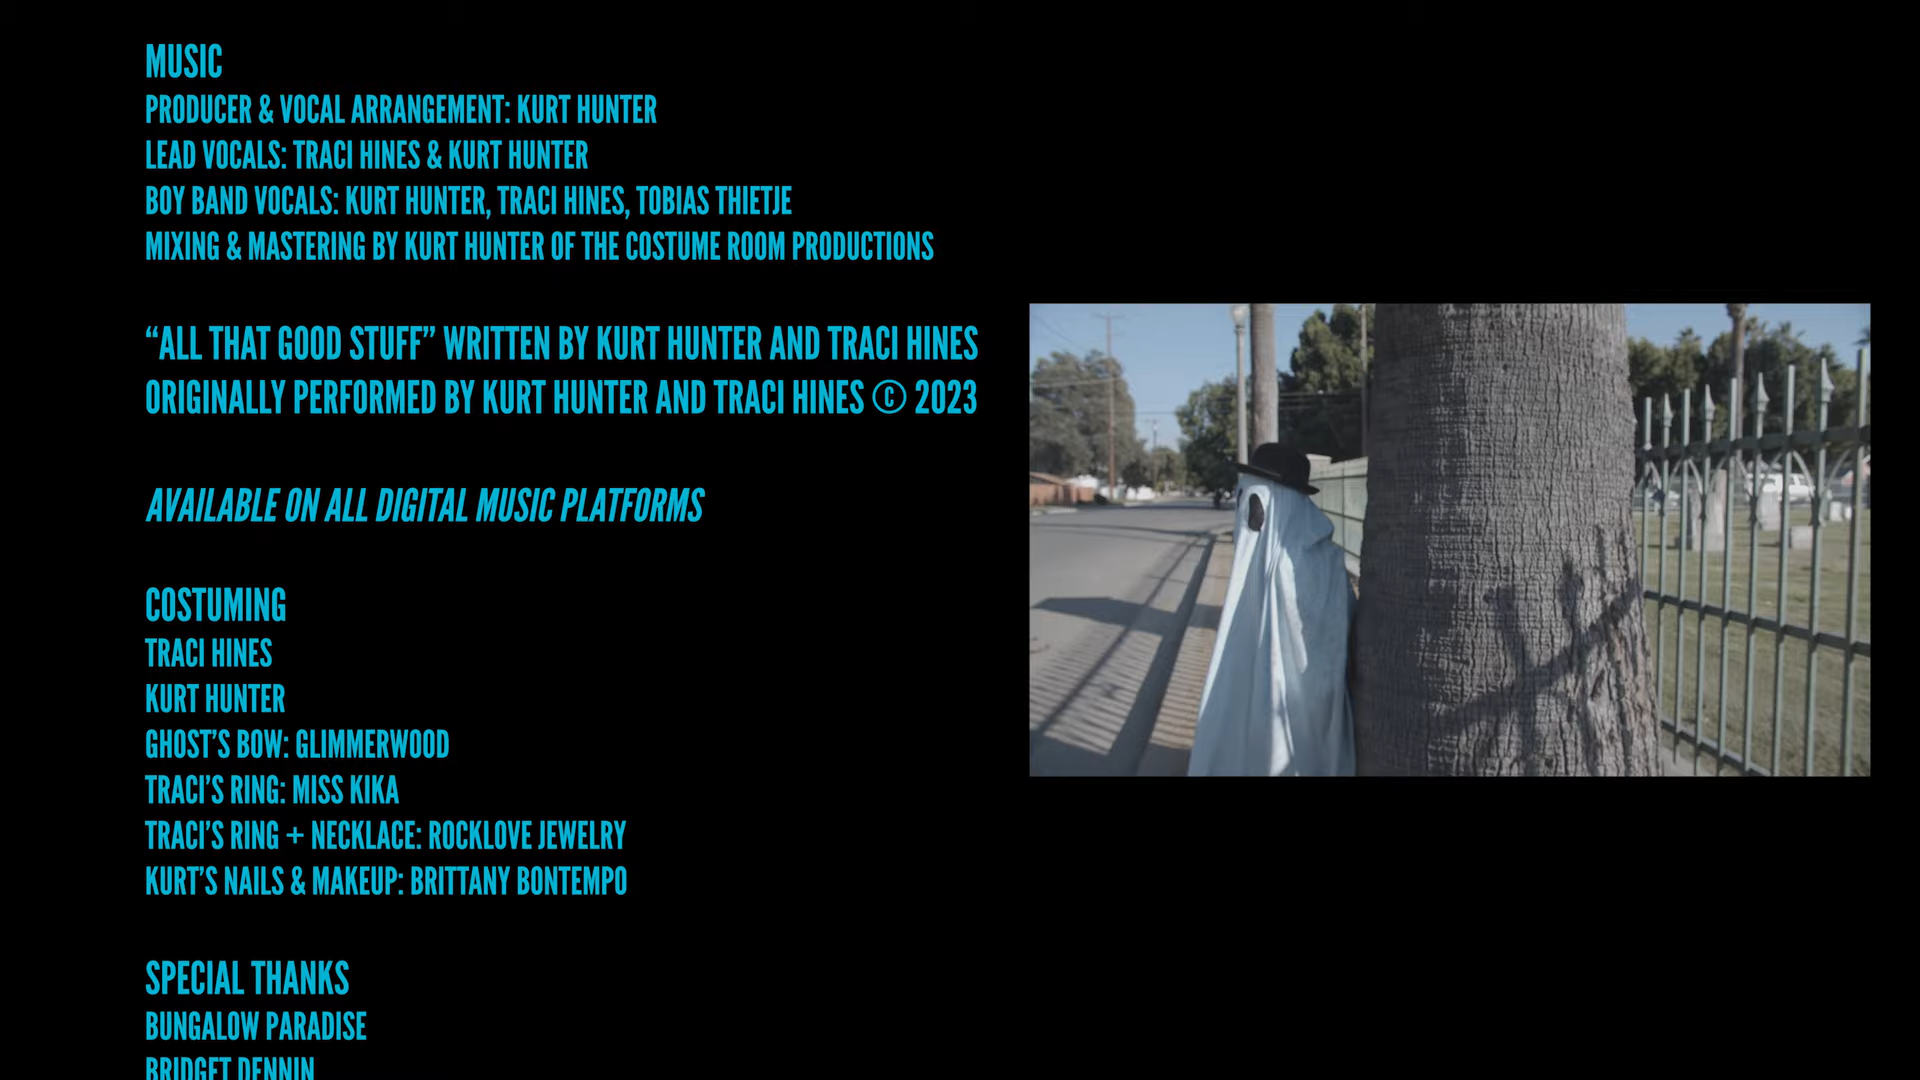 MUSIC
PRODUCER & VOCAL ARRANGEMENT: KURT HUNTER
LEAD VOCALS: TRACI HINES & KURT HUNTER
BOY BAND VOCALS: KURT HUNTER, TRACI HINES, TOBIAS THIETJE
MIXING & MASTERING BY KURT HUNTER OF THE COSTUME ROOM PRODUCTIONS
“ALL THAT GOOD STUFF” WRITTEN BY KURT HUNTER AND TRACI HINES
ORIGINALLY PERFORMED BY KURT HUNTER AND TRACI HINES © 2023
AVAILABLE ON ALL DIGITAL MUSIC PLATFORMS
COSTUMING
TRACI HINES
KURT HUNTER
GHOST’S BOW: GLIMMERWOOD
TRACI’S RING: MISS KIKA
TRACI’S RING + NECKLACE: ROCKLOVE JEWELRY
KURT’S NAILS & MAKEUP: BRITTANY BONTEMPO
SPECIAL THANKS
BUNGALOW PARADISE
BRIDGET DENNIN